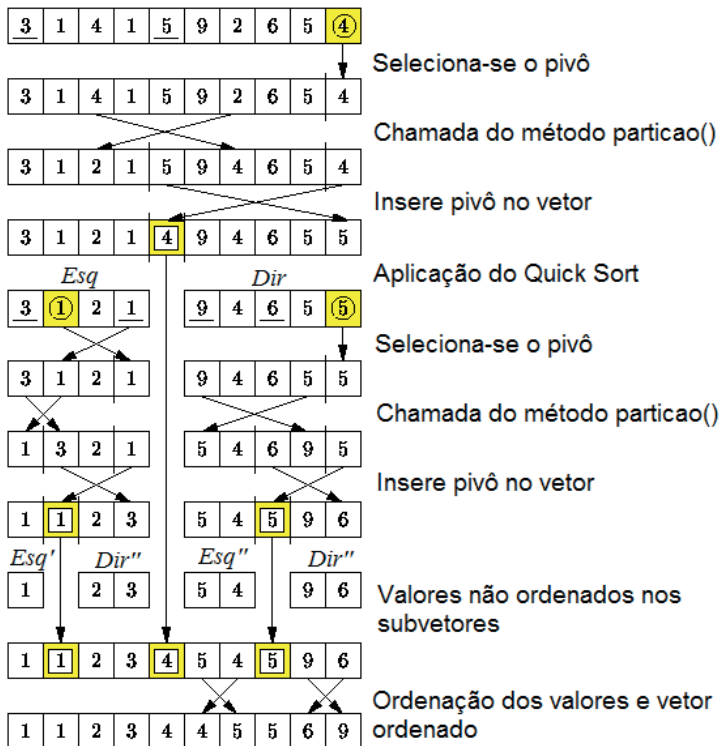 3 1 4 1 5 9 2 6 5 4
Seleciona-se o pivô
3 1 4 1 5 9 2 6 5 4
Chamada do método particao()
3 1 2 1 5 9 4 6 5 4
Insere pivô no vetor
3 1 2 1 4 9 4 6 5 5
Esq Dir Aplicação do Quick Sort
3 1 2 1 9 4 6 5 5
Seleciona-se o pivô
3 1 2 1 9 4 6 5 5
Chamada do método particao()
1 3 2 1 5 4 6 9 5
Insere pivô no vetor
1 1 2 3 5 4 5 9 6
Esq' Dir" Esq" Dir"
1 2 3 5 4 9 6
Valores não ordenados nos
subvetores
1 1 2 3 4 5 4 5 9 6
Ordenação dos valores e vetor
ordenado
1 1 2 3 4 4 5 5 6 9